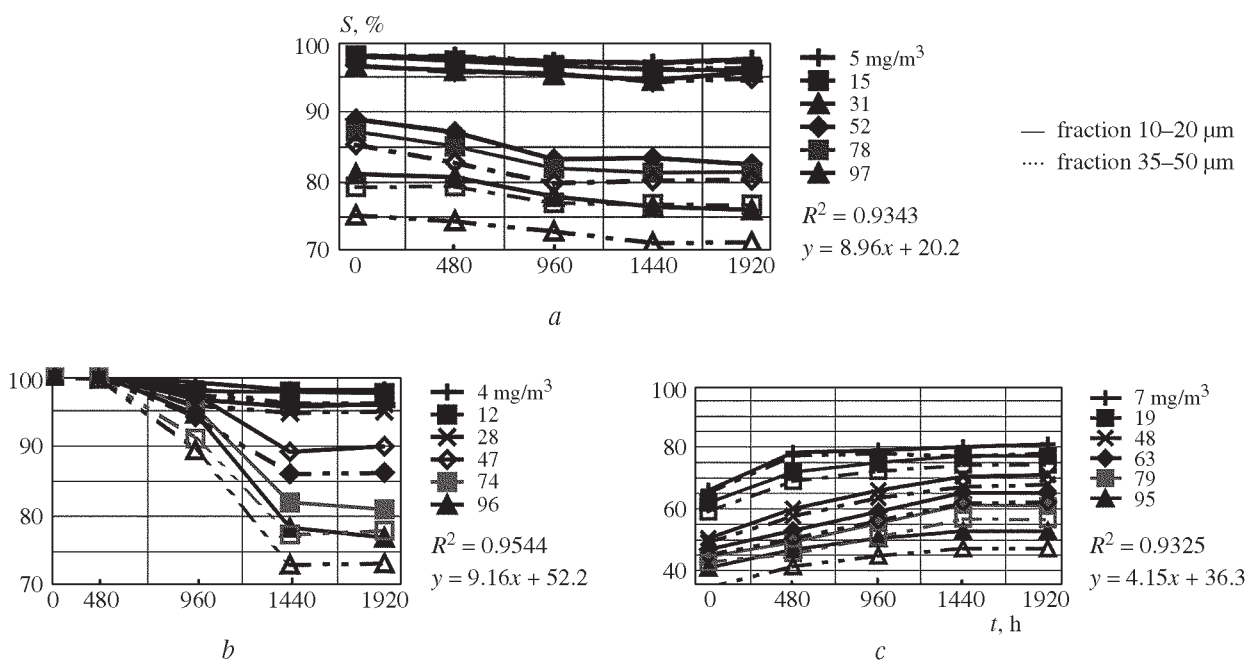 S, %
100
90
80
70
0 480 960 1440 1920
5 mg/m³
15
31
52
78
97
R² = 0.9343
y = 8.96x + 20.2
— fraction 10–20 μm
···· fraction 35–50 μm
a
100
90
80
70
0 480 960 1440 1920
4 mg/m³
12
28
47
74
96
R² = 0.9544
y = 9.16x + 52.2
b
100
80
60
40
0 480 960 1440 1920
t, h
7 mg/m³
19
48
63
79
95
R² = 0.9325
y = 4.15x + 36.3
c